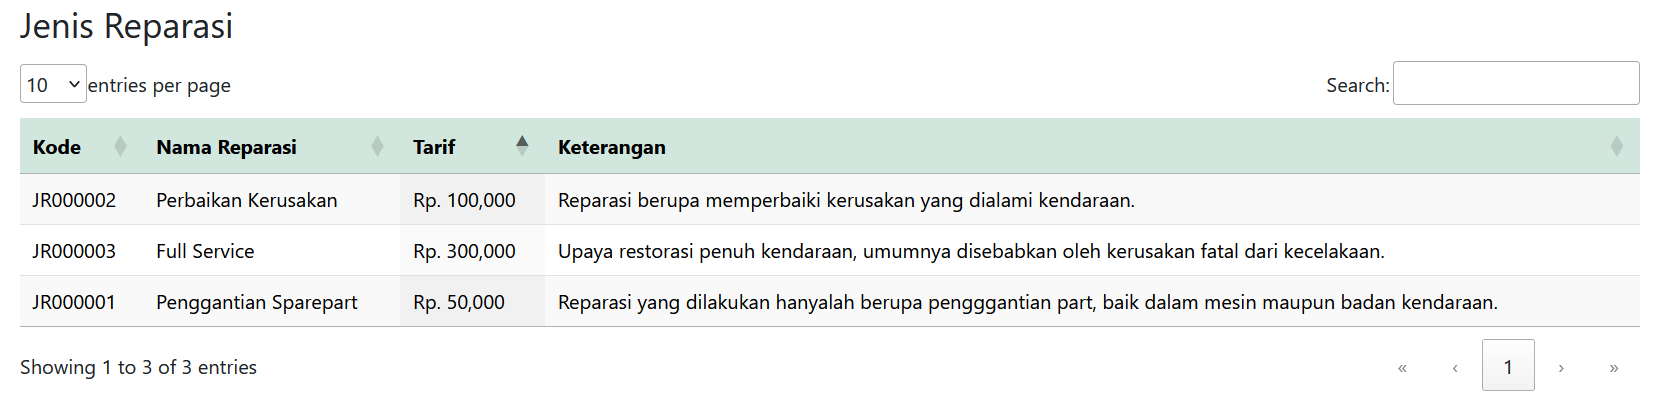 Jenis Reparasi
10 entries per page Search:
Kode Nama Reparasi Tarif Keterangan
JR000002 Perbaikan Kerusakan Rp. 100,000 Reparasi berupa memperbaiki kerusakan yang dialami kendaraan.
JR000003 Full Service Rp. 300,000 Upaya restorasi penuh kendaraan, umumnya disebabkan oleh kerusakan fatal dari kecelakaan.
JR000001 Penggantian Sparepart Rp. 50,000 Reparasi yang dilakukan hanyalah berupa pengggantian part, baik dalam mesin maupun badan kendaraan.
Showing 1 to 3 of 3 entries « ‹ 1 › »